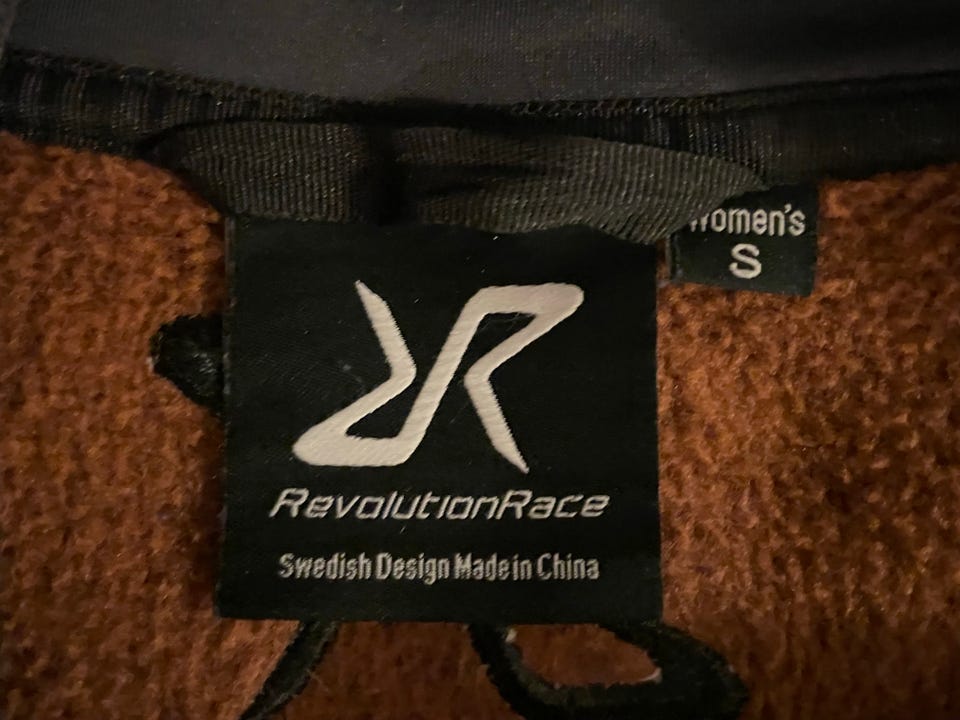 Women's
S
RevolutionRace
Swedish Design Made in China